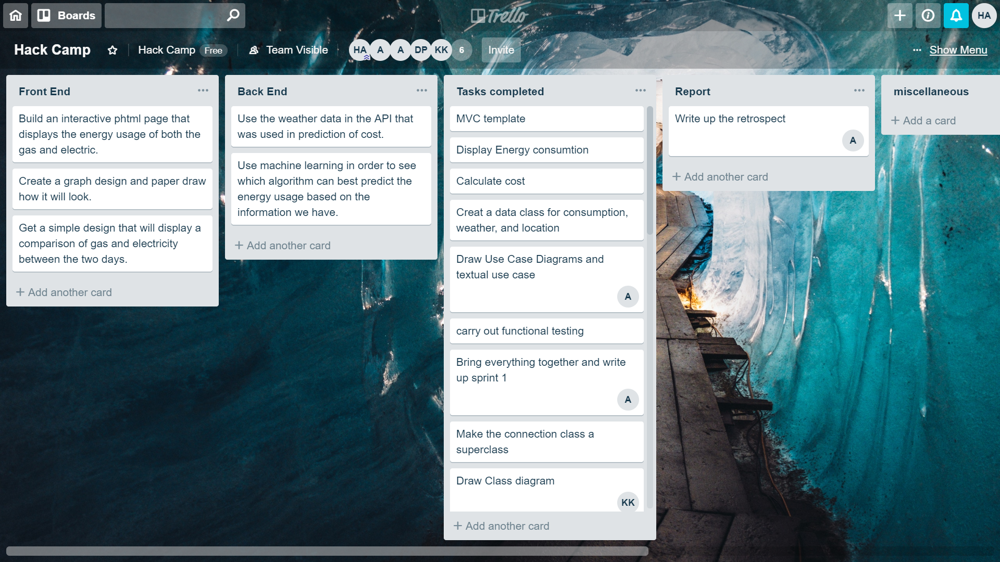 Boards
Trello
HA
Hack Camp
Hack Camp Free
Team Visible
HA A A DP KK 6
Invite
... Show Menu
Front End
Build an interactive phtml page that
displays the energy usage of both the
gas and electric.
Create a graph design and paper draw
how it will look.
Get a simple design that will display a
comparison of gas and electricity
between the two days.
+ Add another card
Back End
Use the weather data in the API that
was used in prediction of cost.
Use machine learning in order to see
which algorithm can best predict the
energy usage based on the
information we have.
+ Add another card
Tasks completed
MVC template
Display Energy consumtion
Calculate cost
Creat a data class for consumption,
weather, and location
Draw Use Case Diagrams and
textual use case
A
carry out functional testing
Bring everything together and write
up sprint 1
A
Make the connection class a
superclass
Draw Class diagram
KK
+ Add another card
Report
Write up the retrospect
A
+ Add another card
miscellaneous
+ Add a card